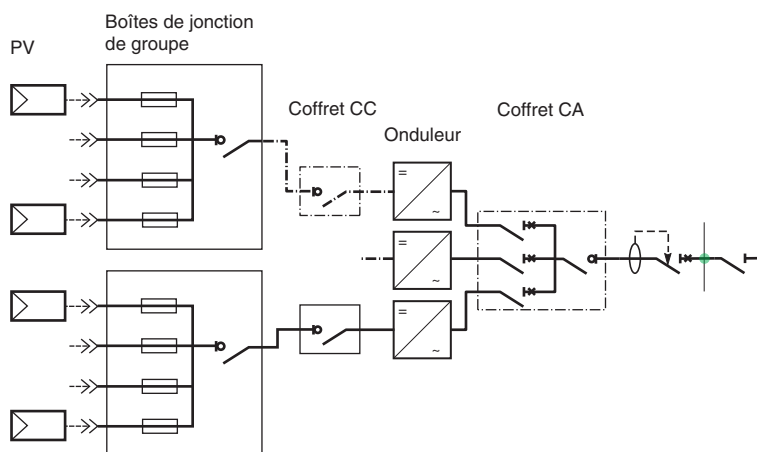 Boîtes de jonction
de groupe
PV
Coffret CC
Coffret CA
Onduleur
=
~
=
~
=
~